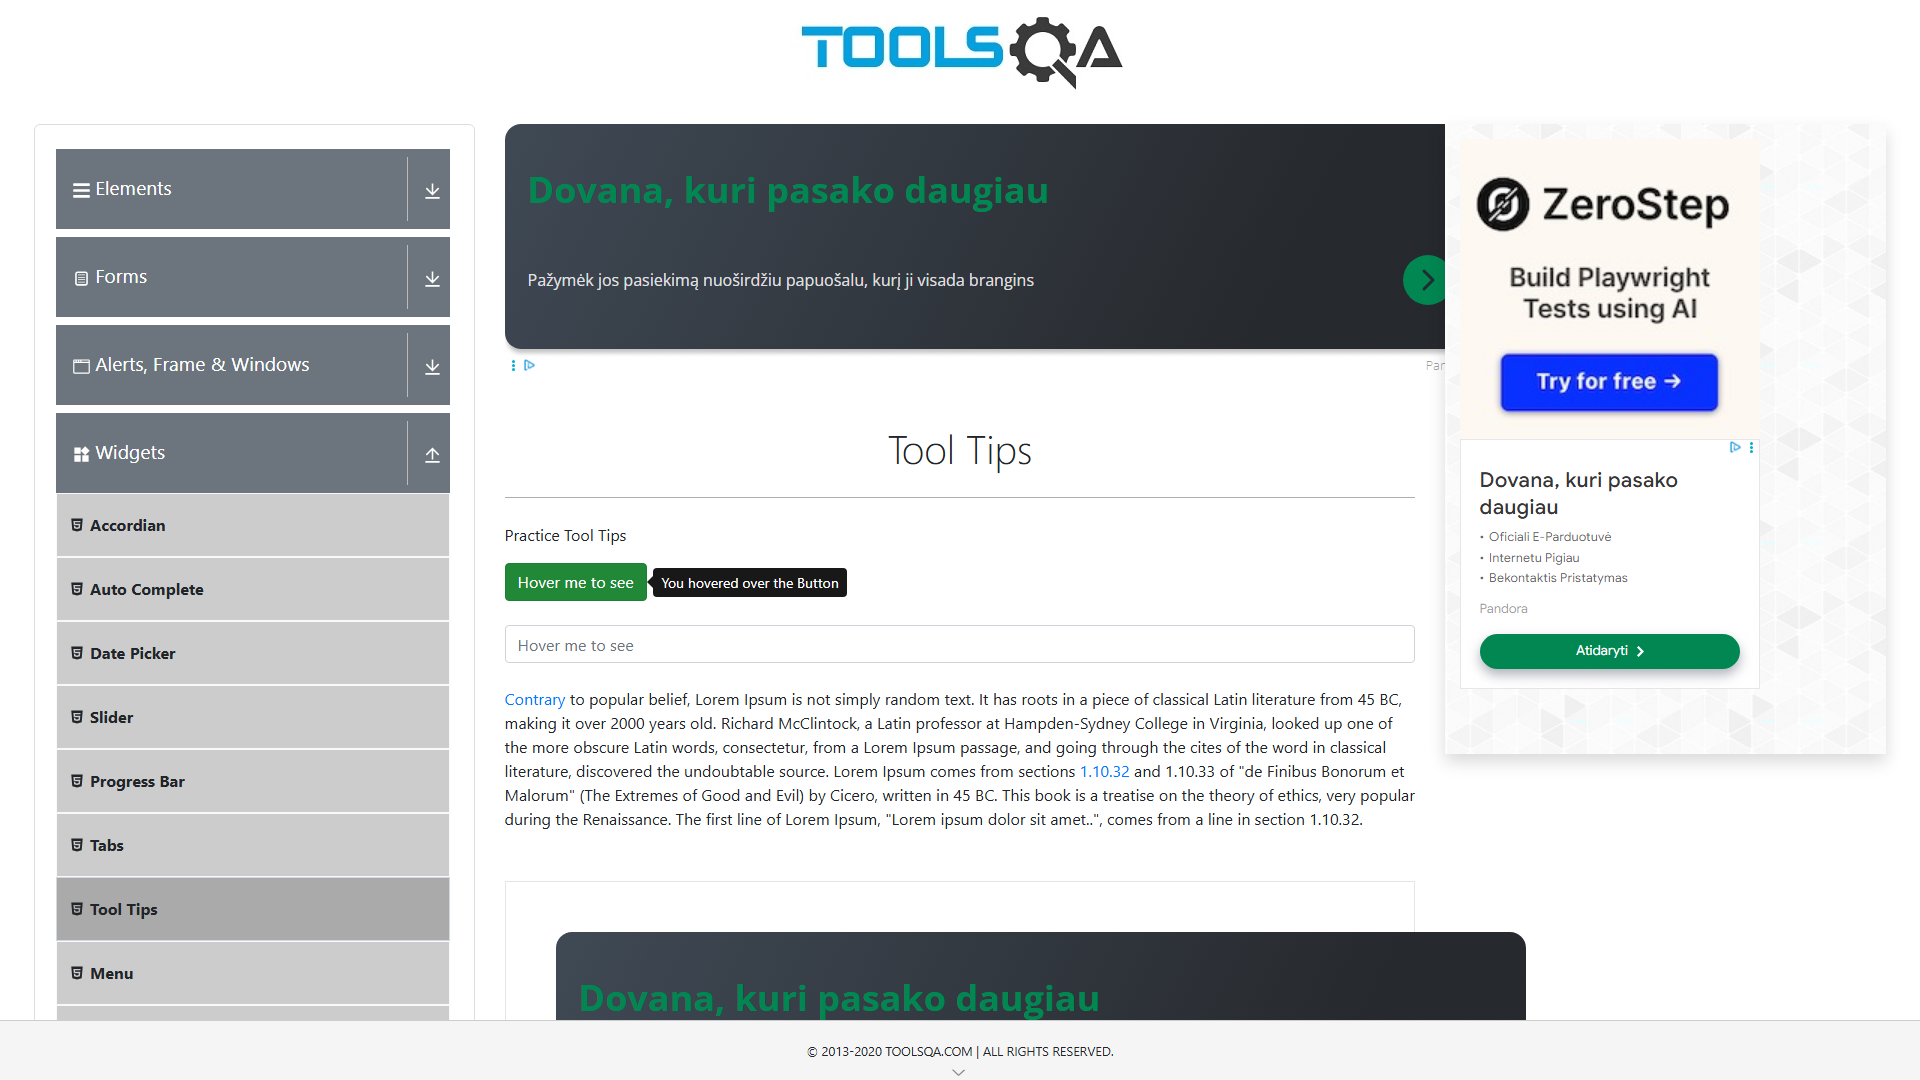 TOOLSQA
Elements
Forms
Alerts, Frame & Windows
Widgets
Accordian
Auto Complete
Date Picker
Slider
Progress Bar
Tabs
Tool Tips
Menu
Dovana, kuri pasako daugiau
Pažymėk jos pasiekimą nuoširdžiu papuošalu, kurį ji visada brangins
Par
Tool Tips
Practice Tool Tips
Hover me to see
You hovered over the Button
Hover me to see
Contrary to popular belief, Lorem Ipsum is not simply random text. It has roots in a piece of classical Latin literature from 45 BC,
making it over 2000 years old. Richard McClintock, a Latin professor at Hampden-Sydney College in Virginia, looked up one of
the more obscure Latin words, consectetur, from a Lorem Ipsum passage, and going through the cites of the word in classical
literature, discovered the undoubtable source. Lorem Ipsum comes from sections 1.10.32 and 1.10.33 of "de Finibus Bonorum et
Malorum" (The Extremes of Good and Evil) by Cicero, written in 45 BC. This book is a treatise on the theory of ethics, very popular
during the Renaissance. The first line of Lorem Ipsum, "Lorem ipsum dolor sit amet..", comes from a line in section 1.10.32.
Dovana, kuri pasako daugiau
ZeroStep
Build Playwright
Tests using AI
Try for free →
Dovana, kuri pasako
daugiau
• Oficiali E-Parduotuvė
• Internetu Pigiau
• Bekontaktis Pristatymas
Pandora
Atidaryti
© 2013-2020 TOOLSQA.COM | ALL RIGHTS RESERVED.